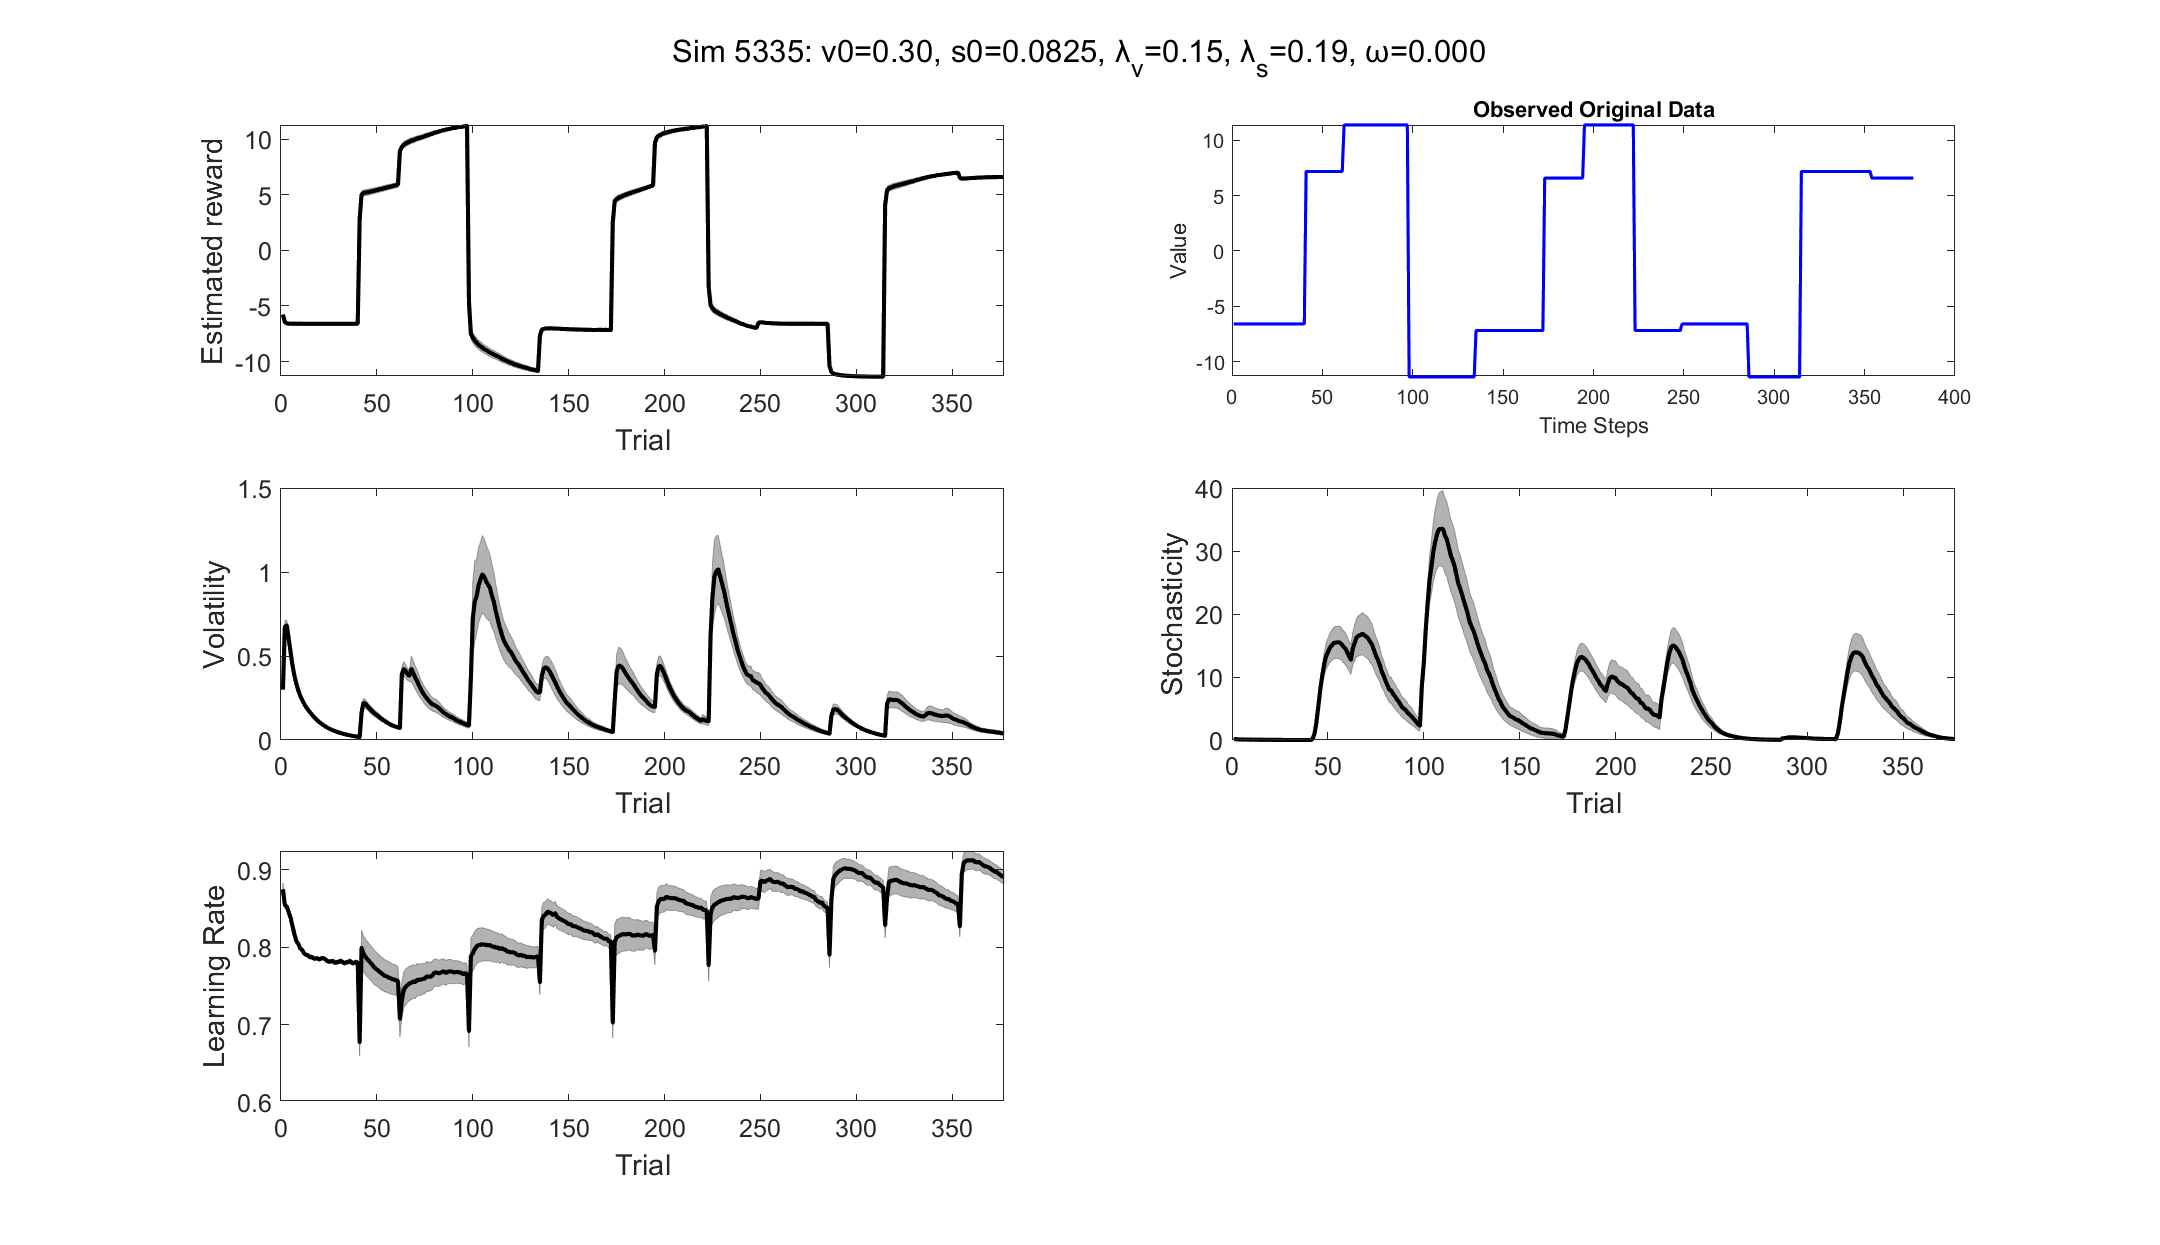 Sim 5335: v0=0.30, s0=0.0825, λv=0.15, λs=0.19, ω=0.000
Estimated reward
10
5
0
-5
-10
0 50 100 150 200 250 300 350
Trial
Observed Original Data
Value
10
5
0
-5
-10
0 50 100 150 200 250 300 350 400
Time Steps
Volatility
1.5
1
0.5
0
0 50 100 150 200 250 300 350
Trial
Stochasticity
40
30
20
10
0
0 50 100 150 200 250 300 350
Trial
Learning Rate
0.9
0.8
0.7
0.6
0 50 100 150 200 250 300 350
Trial